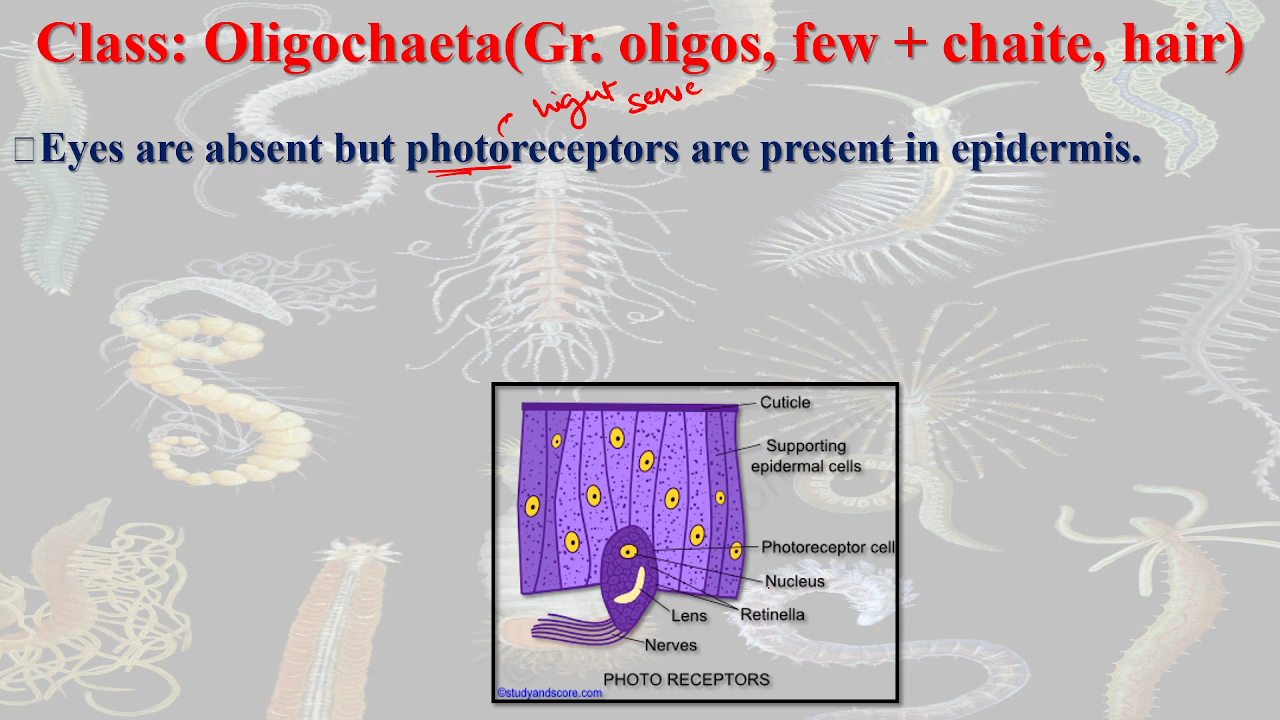 Class: Oligochaeta(Gr. oligos, few + chaite, hair)
sense
□Eyes are absent but photoreceptors are present in epidermis.
Cuticle
Supporting
epidermal cells
Photoreceptor cell
Nucleus
Lens
Retinella
Nerves
PHOTO RECEPTORS
©studyandscore.com